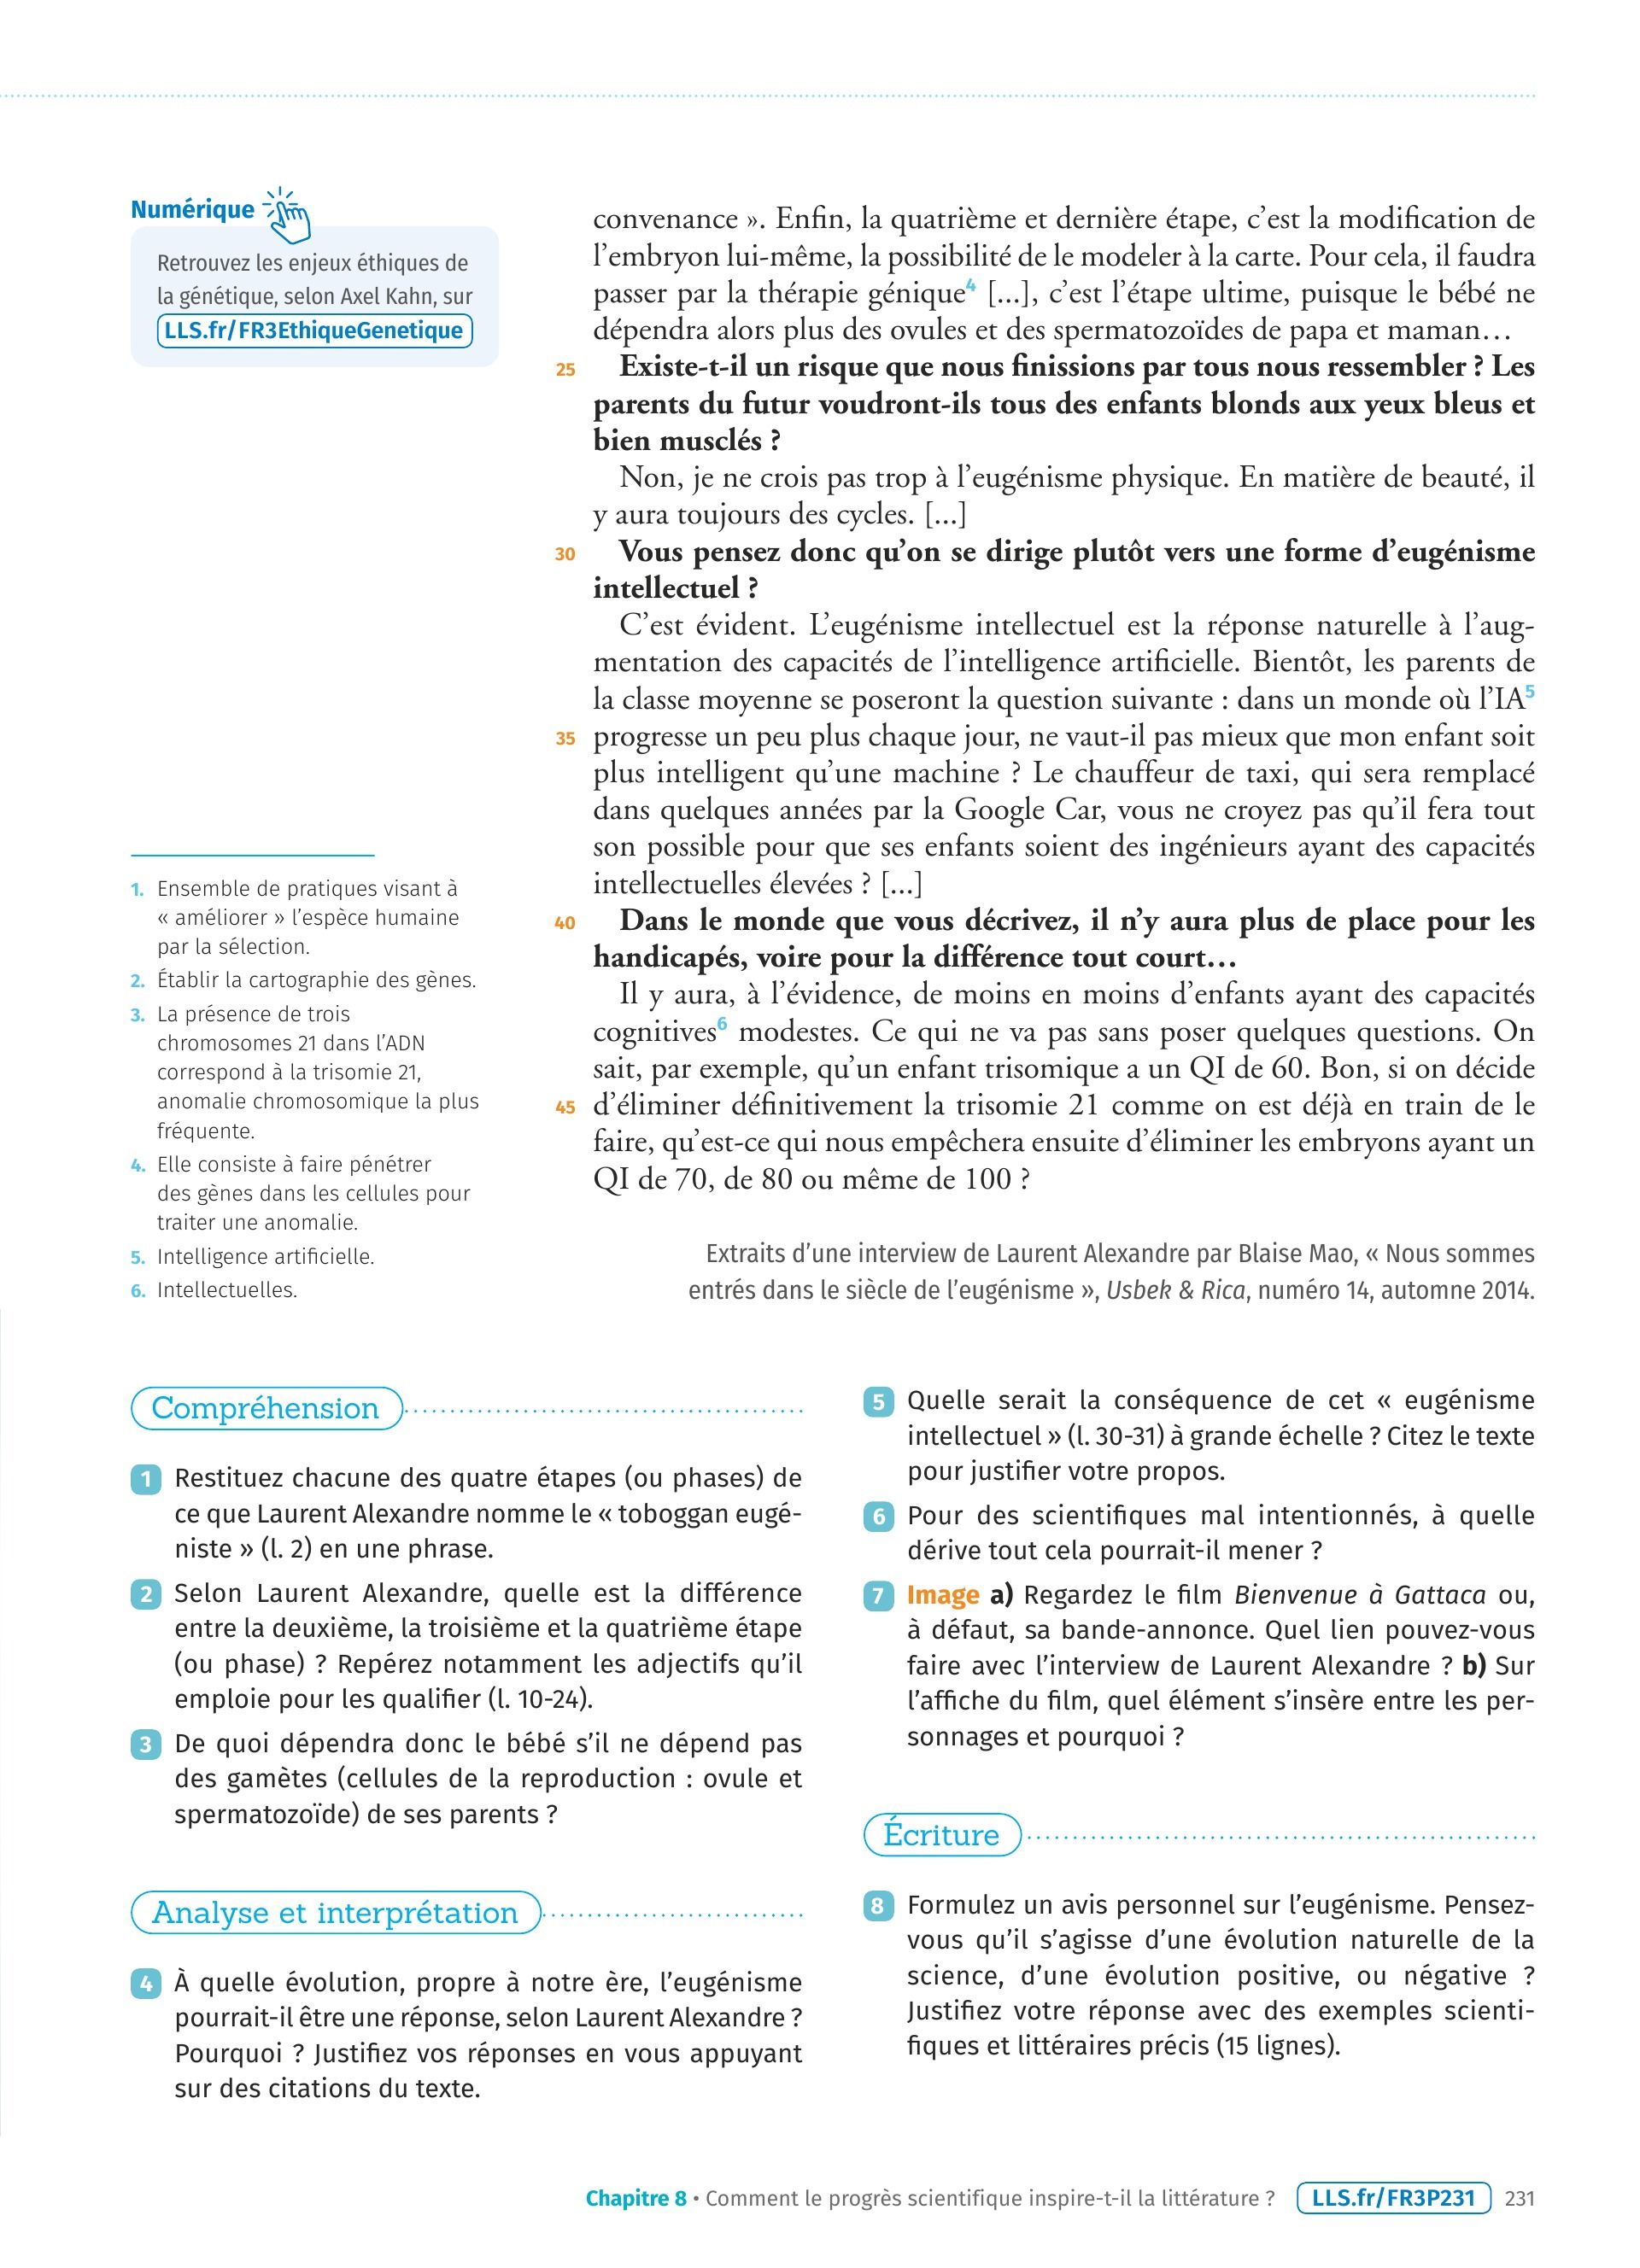 Numérique
Retrouvez les enjeux éthiques de
la génétique, selon Axel Kahn, sur
LLS.fr/FR3EthiqueGenetique
convenance ». Enfin, la quatrième et dernière étape, c’est la modification de
l’embryon lui-même, la possibilité de le modeler à la carte. Pour cela, il faudra
passer par la thérapie génique4 [...], c’est l’étape ultime, puisque le bébé ne
dépendra alors plus des ovules et des spermatozoïdes de papa et maman…
25 Existe-t-il un risque que nous finissions par tous nous ressembler ? Les
parents du futur voudront-ils tous des enfants blonds aux yeux bleus et
bien musclés ?
Non, je ne crois pas trop à l’eugénisme physique. En matière de beauté, il
y aura toujours des cycles. [...]
30 Vous pensez donc qu’on se dirige plutôt vers une forme d’eugénisme
intellectuel ?
C’est évident. L’eugénisme intellectuel est la réponse naturelle à l’aug-
mentation des capacités de l’intelligence artificielle. Bientôt, les parents de
la classe moyenne se poseront la question suivante : dans un monde où l’IA5
35 progresse un peu plus chaque jour, ne vaut-il pas mieux que mon enfant soit
plus intelligent qu’une machine ? Le chauffeur de taxi, qui sera remplacé
dans quelques années par la Google Car, vous ne croyez pas qu’il fera tout
son possible pour que ses enfants soient des ingénieurs ayant des capacités
intellectuelles élevées ? [...]
40 Dans le monde que vous décrivez, il n’y aura plus de place pour les
handicapés, voire pour la différence tout court…
Il y aura, à l’évidence, de moins en moins d’enfants ayant des capacités
cognitives6 modestes. Ce qui ne va pas sans poser quelques questions. On
sait, par exemple, qu’un enfant trisomique a un QI de 60. Bon, si on décide
45 d’éliminer définitivement la trisomie 21 comme on est déjà en train de le
faire, qu’est-ce qui nous empêchera ensuite d’éliminer les embryons ayant un
QI de 70, de 80 ou même de 100 ?
Extraits d’une interview de Laurent Alexandre par Blaise Mao, « Nous sommes
entrés dans le siècle de l’eugénisme », Usbek & Rica, numéro 14, automne 2014.
1. Ensemble de pratiques visant à
« améliorer » l’espèce humaine
par la sélection.
2. Établir la cartographie des gènes.
3. La présence de trois
chromosomes 21 dans l’ADN
correspond à la trisomie 21,
anomalie chromosomique la plus
fréquente.
4. Elle consiste à faire pénétrer
des gènes dans les cellules pour
traiter une anomalie.
5. Intelligence artificielle.
6. Intellectuelles.
Compréhension
1 Restituez chacune des quatre étapes (ou phases) de
ce que Laurent Alexandre nomme le « toboggan eugé-
niste » (l. 2) en une phrase.
2 Selon Laurent Alexandre, quelle est la différence
entre la deuxième, la troisième et la quatrième étape
(ou phase) ? Repérez notamment les adjectifs qu’il
emploie pour les qualifier (l. 10-24).
3 De quoi dépendra donc le bébé s’il ne dépend pas
des gamètes (cellules de la reproduction : ovule et
spermatozoïde) de ses parents ?
Analyse et interprétation
4 À quelle évolution, propre à notre ère, l’eugénisme
pourrait-il être une réponse, selon Laurent Alexandre ?
Pourquoi ? Justifiez vos réponses en vous appuyant
sur des citations du texte.
5 Quelle serait la conséquence de cet « eugénisme
intellectuel » (l. 30-31) à grande échelle ? Citez le texte
pour justifier votre propos.
6 Pour des scientifiques mal intentionnés, à quelle
dérive tout cela pourrait-il mener ?
7 Image a) Regardez le film Bienvenue à Gattaca ou,
à défaut, sa bande-annonce. Quel lien pouvez-vous
faire avec l’interview de Laurent Alexandre ? b) Sur
l’affiche du film, quel élément s’insère entre les per-
sonnages et pourquoi ?
Écriture
8 Formulez un avis personnel sur l’eugénisme. Pensez-
vous qu’il s’agisse d’une évolution naturelle de la
science, d’une évolution positive, ou négative ?
Justifiez votre réponse avec des exemples scienti-
fiques et littéraires précis (15 lignes).
Chapitre 8 • Comment le progrès scientifique inspire-t-il la littérature ? LLS.fr/FR3P231 231